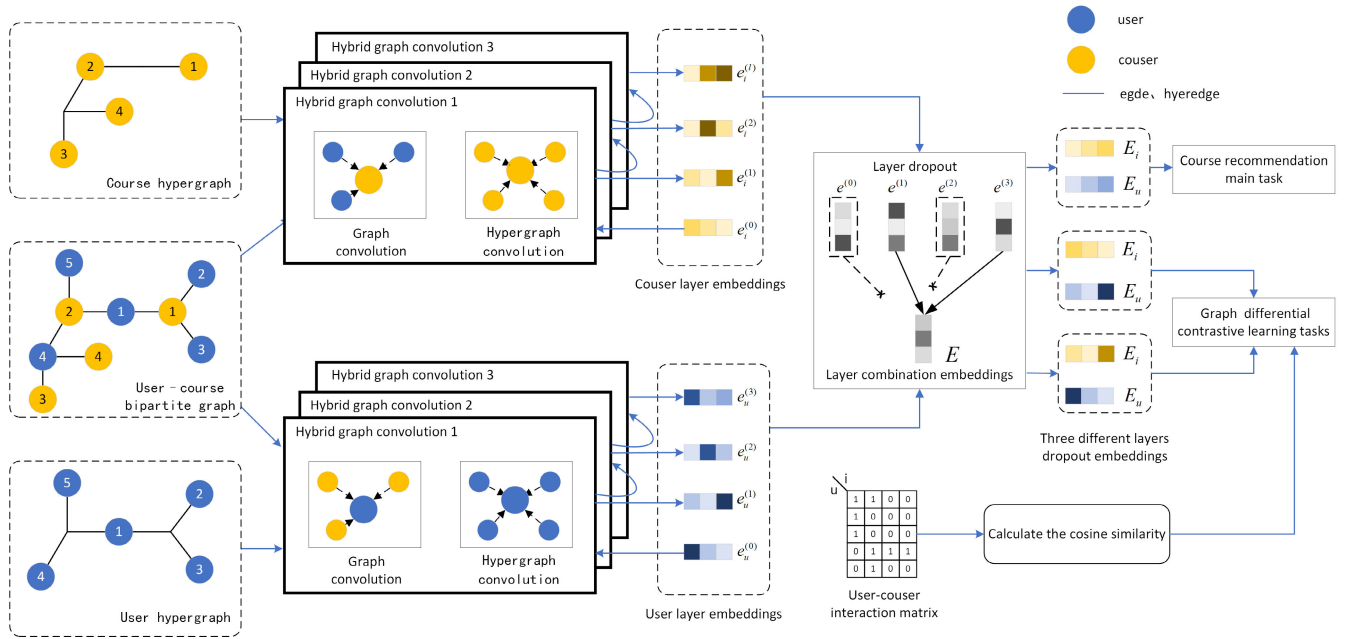 2
1
4
3
Course hypergraph
5
2
2
1
1
4
4
3
3
User-course
bipartite graph
5
2
1
4
3
User hypergraph
Hybrid graph convolution 3
Hybrid graph convolution 2
Hybrid graph convolution 1
Graph
convolution
Hypergraph
convolution
Hybrid graph convolution 3
Hybrid graph convolution 2
Hybrid graph convolution 1
Graph
convolution
Hypergraph
convolution
e_i^(l)
e_i^(2)
e_i^(1)
e_i^(0)
Couser layer embeddings
e_u^(3)
e_u^(2)
e_u^(1)
e_u^(0)
User layer embeddings
Layer dropout
e^(0) e^(1) e^(2) e^(3)
E
Layer combination embeddings
user
couser
egde、hyeredge
E_i
E_u
Course recommendation
main task
E_i
E_u
E_i
E_u
Graph differential
contrastive learning tasks
Three different layers
dropout embeddings
i
u
1 1 0 0
1 0 0 0
1 0 0 0
0 1 1 1
0 1 0 0
User-couser
interaction matrix
Calculate the cosine similarity